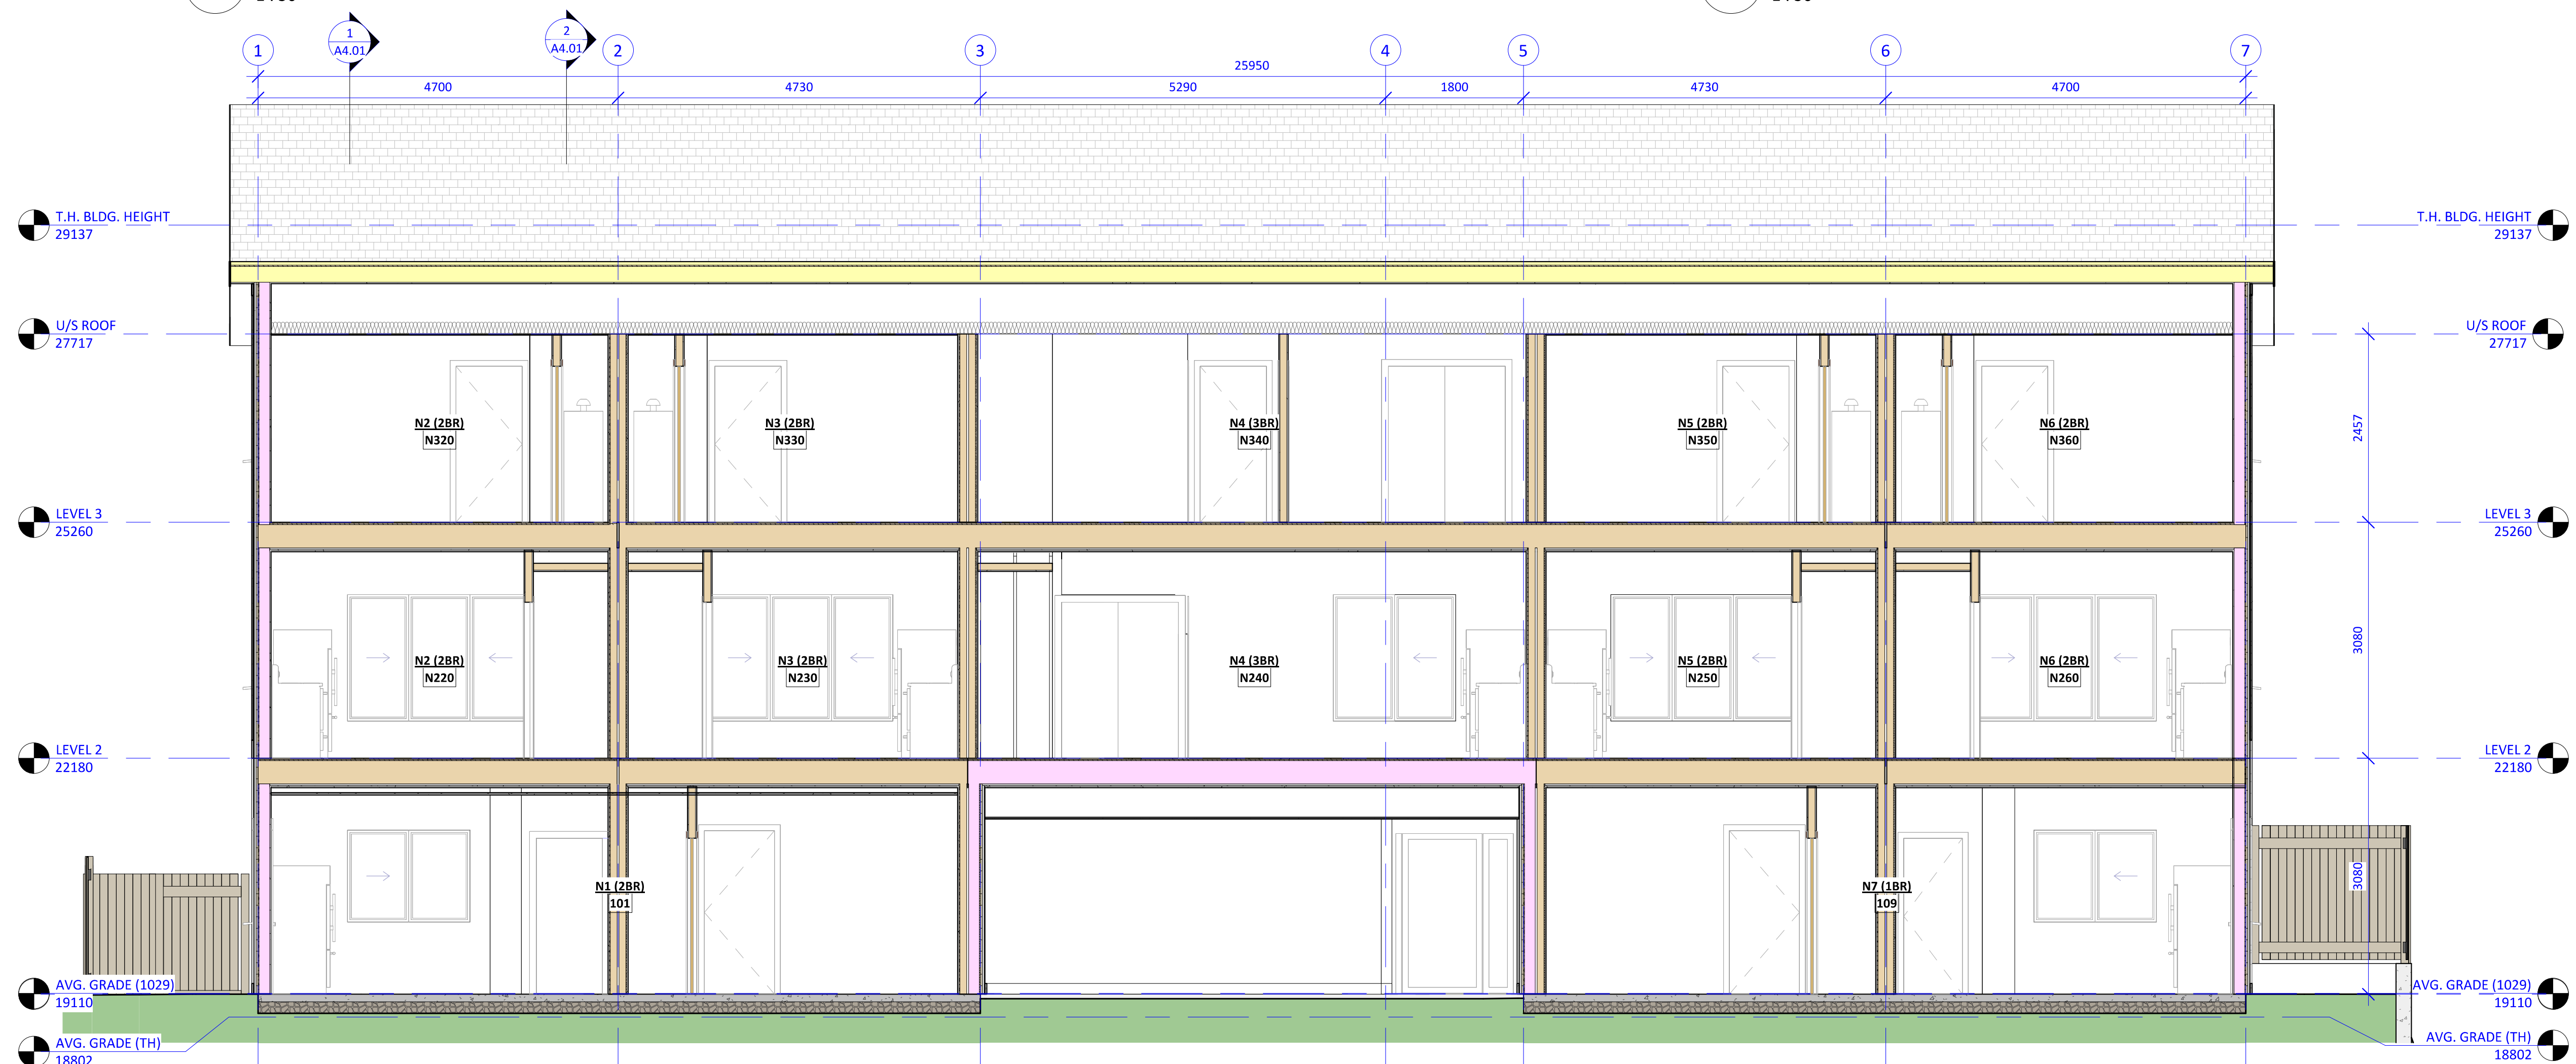 1
A4.01
2
A4.01
1
2
3
4
5
6
7
25950
4700
4730
5290
1800
4730
4700
T.H. BLDG. HEIGHT
29137
T.H. BLDG. HEIGHT
29137
U/S ROOF
27717
U/S ROOF
27717
N2 (2BR)
N320
N3 (2BR)
N330
N4 (3BR)
N340
N5 (2BR)
N350
N6 (2BR)
N360
2457
LEVEL 3
25260
LEVEL 3
25260
N2 (2BR)
N220
N3 (2BR)
N230
N4 (3BR)
N240
N5 (2BR)
N250
N6 (2BR)
N260
3080
LEVEL 2
22180
LEVEL 2
22180
N1 (2BR)
101
N7 (1BR)
109
3080
AVG. GRADE (1029)
19110
AVG. GRADE (1029)
19110
AVG. GRADE (TH)
18802
AVG. GRADE (TH)
18802